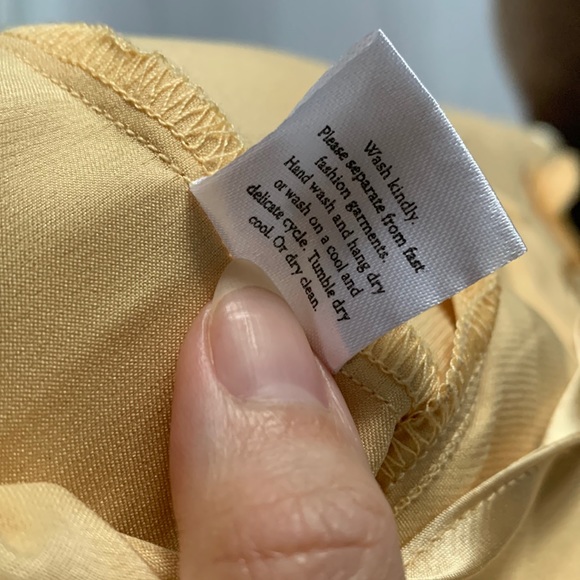 Wash kindly.
Please separate from fast
fashion garments.
Hand wash and hang dry
or wash on a cool and
delicate cycle. Tumble dry
cool. Or dry clean.